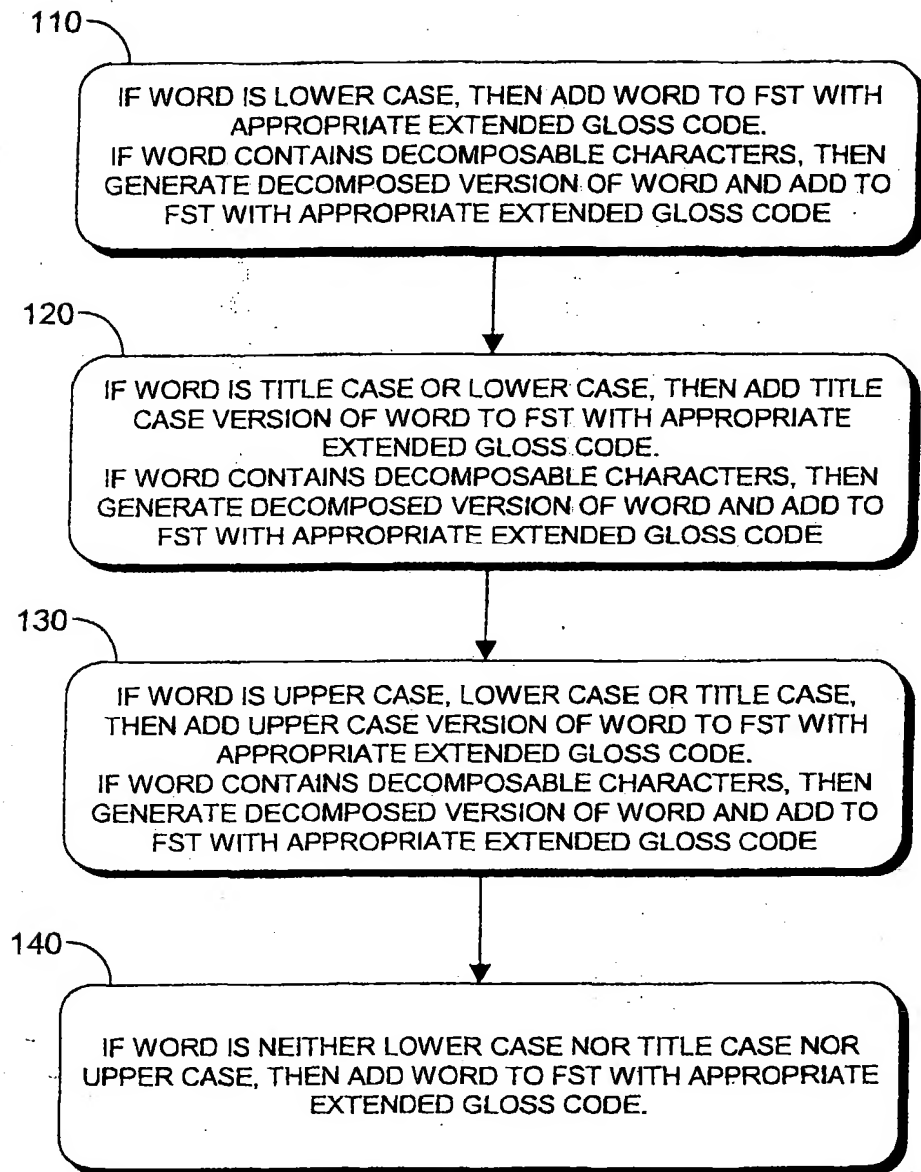 110
IF WORD IS LOWER CASE, THEN ADD WORD TO FST WITH
APPROPRIATE EXTENDED GLOSS CODE.
IF WORD CONTAINS DECOMPOSABLE CHARACTERS, THEN
GENERATE DECOMPOSED VERSION OF WORD AND ADD TO
FST WITH APPROPRIATE EXTENDED GLOSS CODE
120
IF WORD IS TITLE CASE OR LOWER CASE, THEN ADD TITLE
CASE VERSION OF WORD TO FST WITH APPROPRIATE
EXTENDED GLOSS CODE.
IF WORD CONTAINS DECOMPOSABLE CHARACTERS, THEN
GENERATE DECOMPOSED VERSION OF WORD AND ADD TO
FST WITH APPROPRIATE EXTENDED GLOSS CODE
130
IF WORD IS UPPER CASE, LOWER CASE OR TITLE CASE,
THEN ADD UPPER CASE VERSION OF WORD TO FST WITH
APPROPRIATE EXTENDED GLOSS CODE.
IF WORD CONTAINS DECOMPOSABLE CHARACTERS, THEN
GENERATE DECOMPOSED VERSION OF WORD AND ADD TO
FST WITH APPROPRIATE EXTENDED GLOSS CODE
140
IF WORD IS NEITHER LOWER CASE NOR TITLE CASE NOR
UPPER CASE, THEN ADD WORD TO FST WITH APPROPRIATE
EXTENDED GLOSS CODE.